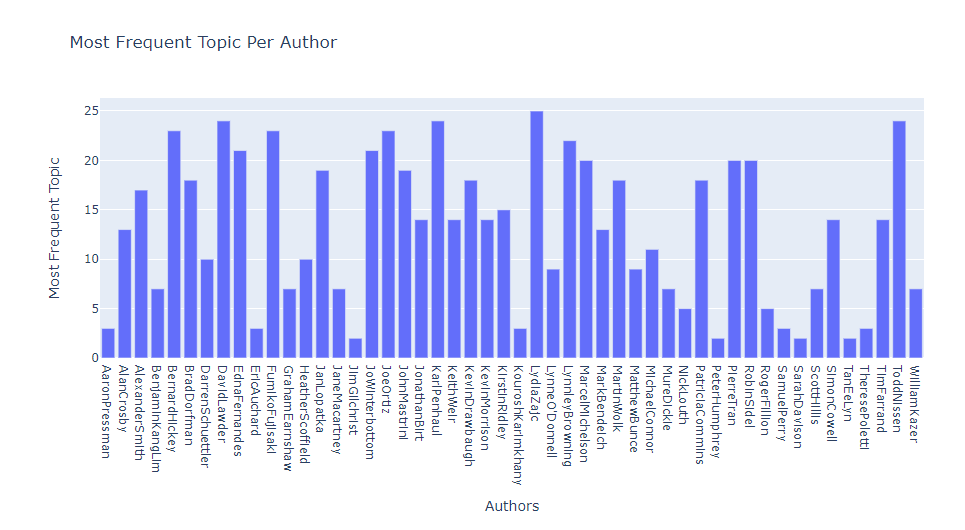 Most Frequent Topic Per Author
Most Frequent Topic
25
20
15
10
5
0
AaronPressman
AlanCrosby
AlexanderSmith
BenjaminKangLim
BernardHickey
BradDorfman
DarrenSchuettler
DavidLawder
EdnaFernandes
EricAuchard
FumikoFujisaki
GrahamEarnshaw
HeatherScoffield
JanLopatka
JaneMacartney
JimGilchrist
JoWinterbottom
JoeOrtiz
JohnMastrini
JonathanBirt
KarlPenhaul
KeithWeir
KevinDrawbaugh
KevinMorrison
KirstinRidley
KouroshKarimkhany
LydiaZajc
LynneO'Donnell
LynnleyBrowning
MarcelMichelson
MarkBendeich
MartinWolk
MatthewBunce
MichaelConnor
MureDickie
NickLouth
PatriciaCommins
PeterHumphrey
PierreTran
RobinSidel
RogerFillion
SamuelPerry
SarahDavison
ScottHillis
SimonCowell
TanEeLyn
TheresePoletti
TimFarrand
ToddNissen
WilliamKazer
Authors